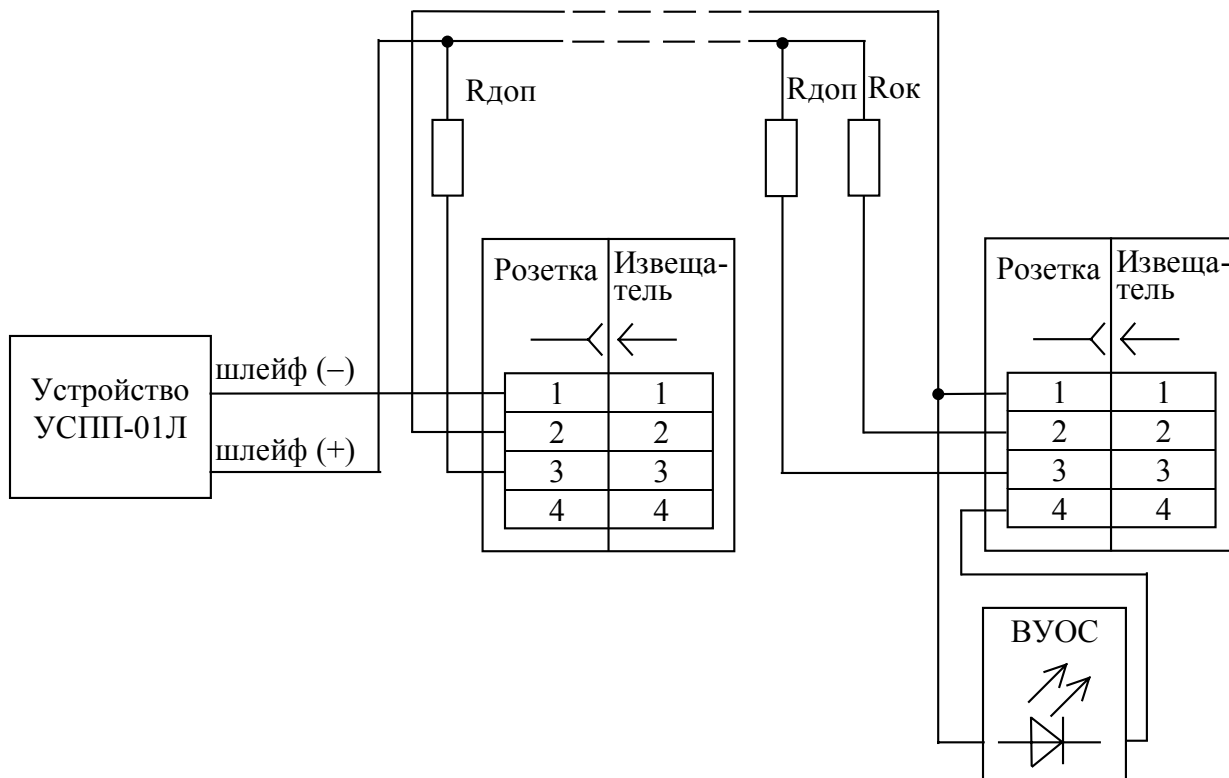 Rдоп
Rдоп Rок
Розетка Извеща-
тель
Розетка Извеща-
тель
Устройство
УСПП-01Л
шлейф (–)
шлейф (+)
1 1
2 2
3 3
4 4
1 1
2 2
3 3
4 4
ВУОС